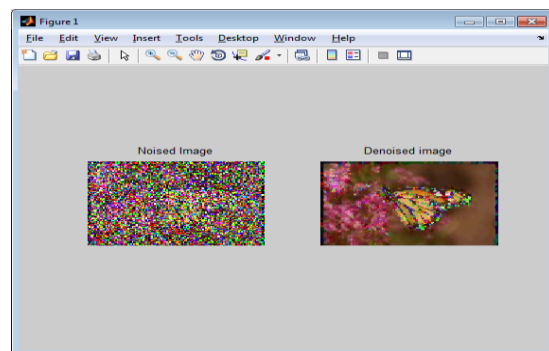 Figure 1
File Edit View Insert Tools Desktop Window Help
Noised Image
Denoised image